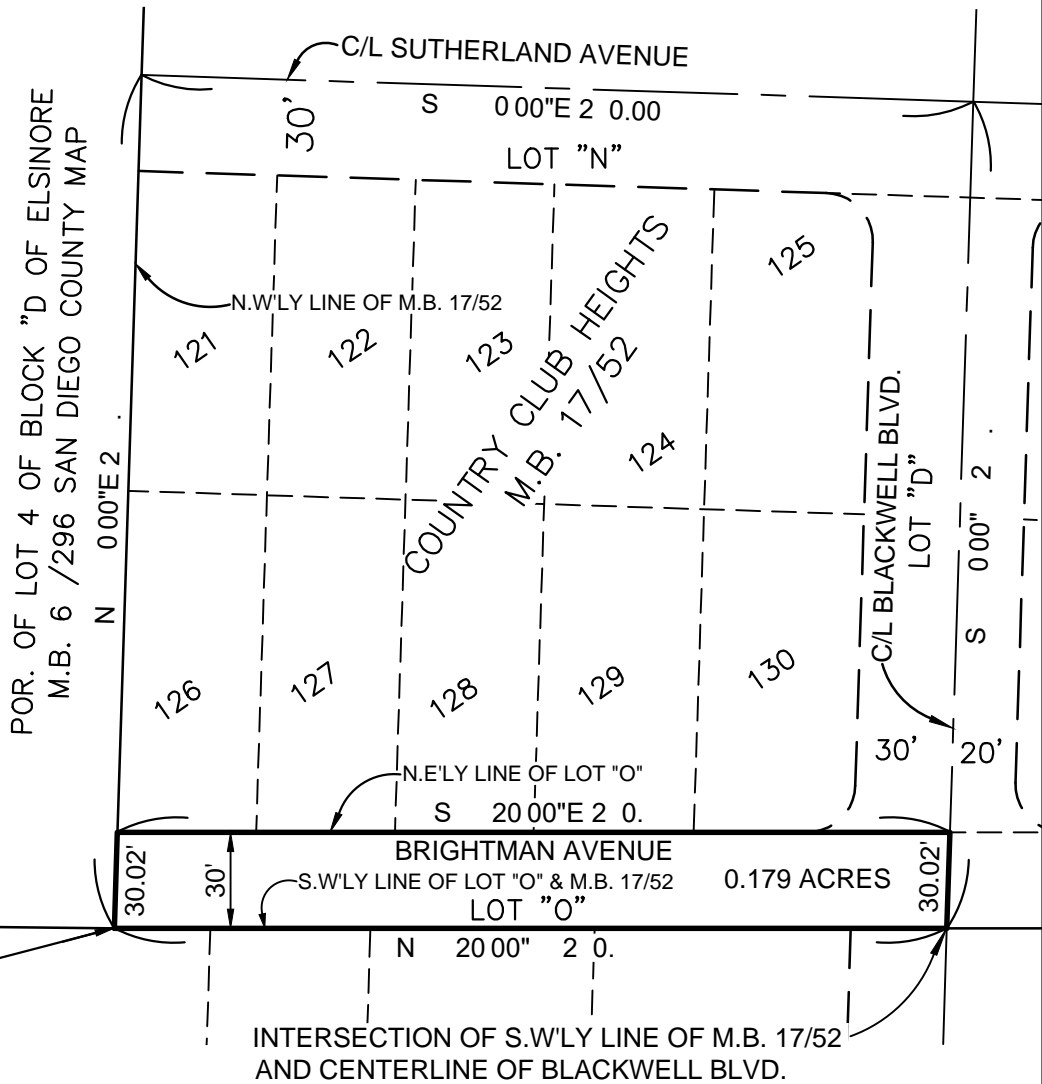 C/L SUTHERLAND AVENUE
S 0 00"E 2 0.00
30'
LOT "N"
POR. OF LOT 4 OF BLOCK "D OF ELSINORE
M.B. 6 /296 SAN DIEGO COUNTY MAP
N 0 00"E 2 .
N.W'LY LINE OF M.B. 17/52
121
122
123
124
125
COUNTRY CLUB HEIGHTS
M.B. 17/52
C/L BLACKWELL BLVD.
LOT "D"
S 0 00" 2 .
126
127
128
129
130
30'
20'
N.E'LY LINE OF LOT "O"
S 20 00"E 2 0.
BRIGHTMAN AVENUE
30.02'
30'
S.W'LY LINE OF LOT "O" & M.B. 17/52
0.179 ACRES
30.02'
LOT "O"
N 20 00" 2 0.
INTERSECTION OF S.W'LY LINE OF M.B. 17/52
AND CENTERLINE OF BLACKWELL BLVD.